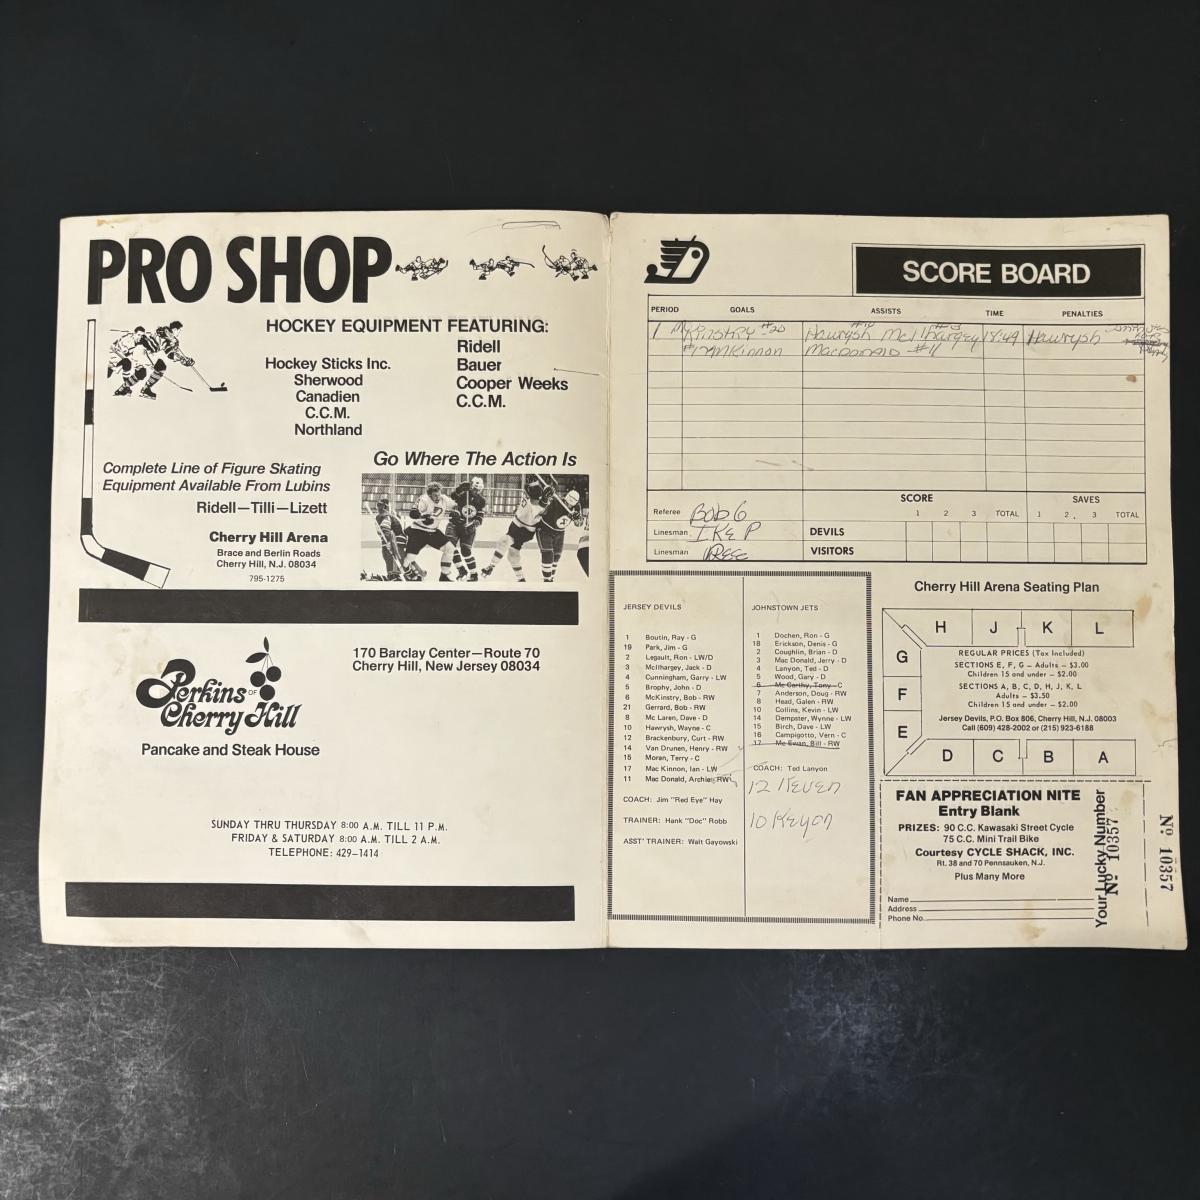 PRO SHOP
HOCKEY EQUIPMENT FEATURING:
Hockey Sticks Inc.
Sherwood
Canadien
C.C.M.
Northland
Ridell
Bauer
Cooper Weeks
C.C.M.
Complete Line of Figure Skating
Equipment Available From Lubins
Ridell—Tilli—Lizett
Cherry Hill Arena
Brace and Berlin Roads
Cherry Hill, N.J. 08034
795-1275
Go Where The Action Is
Perkins OF
Cherry Hill
Pancake and Steak House
170 Barclay Center—Route 70
Cherry Hill, New Jersey 08034
SUNDAY THRU THURSDAY 8:00 A.M. TILL 11 P.M.
FRIDAY & SATURDAY 8:00 A.M. TILL 2 A.M.
TELEPHONE: 429-1414
SCORE BOARD
PERIOD GOALS ASSISTS TIME PENALTIES
1 McKinstry #20 Hawrysh #10 McIlhargey #3 18:49 Hawrysh
#17 MKinnon MacDonald #11
Referee Bob G
Linesman IKE P
Linesman
SCORE SAVES
1 2 3 TOTAL 1 2 3 TOTAL
DEVILS
VISITORS
JERSEY DEVILS
1 Boutin, Ray - G
19 Park, Jim - G
2 Legault, Ron - LW/D
3 McIlhargey, Jack - D
4 Cunningham, Garry - LW
5 Brophy, John - D
6 McKinstry, Bob - RW
21 Gerrard, Bob - RW
8 Mc Laren, Dave - D
10 Hawrysh, Wayne - C
12 Brackenbury, Curt - RW
14 Van Drunen, Henry - RW
15 Moran, Terry - C
17 Mac Kinnon, Ian - LW
11 Mac Donald, Archie - RW
COACH: Jim "Red Eye" Hay
TRAINER: Hank "Doc" Robb
ASST' TRAINER: Walt Gayowski
JOHNSTOWN JETS
1 Dochen, Ron - G
18 Erickson, Denis - G
2 Coughlin, Brian - D
3 Mac Donald, Jerry - D
4 Lanyon, Ted - D
5 Wood, Gary - D
6 Mc Carthy, Tony - C
7 Anderson, Doug - RW
8 Head, Galen - RW
10 Collins, Kevin - LW
14 Dempster, Wynne - LW
15 Birch, Dave - LW
16 Campigotto, Vern - C
17 Mc Ewan, Bill - RW
COACH: Ted Lanyon
12 Keven
10 Keyon
Cherry Hill Arena Seating Plan
H J K L
G
F
E
D C B A
REGULAR PRICES (Tax Included)
SECTIONS E, F, G – Adults – $3.00
Children 15 and under – $2.00
SECTIONS A, B, C, D, H, J, K, L
Adults – $3.50
Children 15 and under – $2.00
Jersey Devils, P.O. Box 806, Cherry Hill, N.J. 08003
Call (609) 428-2002 or (215) 923-6188
FAN APPRECIATION NITE
Entry Blank
PRIZES: 90 C.C. Kawasaki Street Cycle
75 C.C. Mini Trail Bike
Courtesy CYCLE SHACK, INC.
Rt. 38 and 70 Pennsauken, N.J.
Plus Many More
Name
Address
Phone No.
Your Lucky Number
Nº 10357
Nº 10357